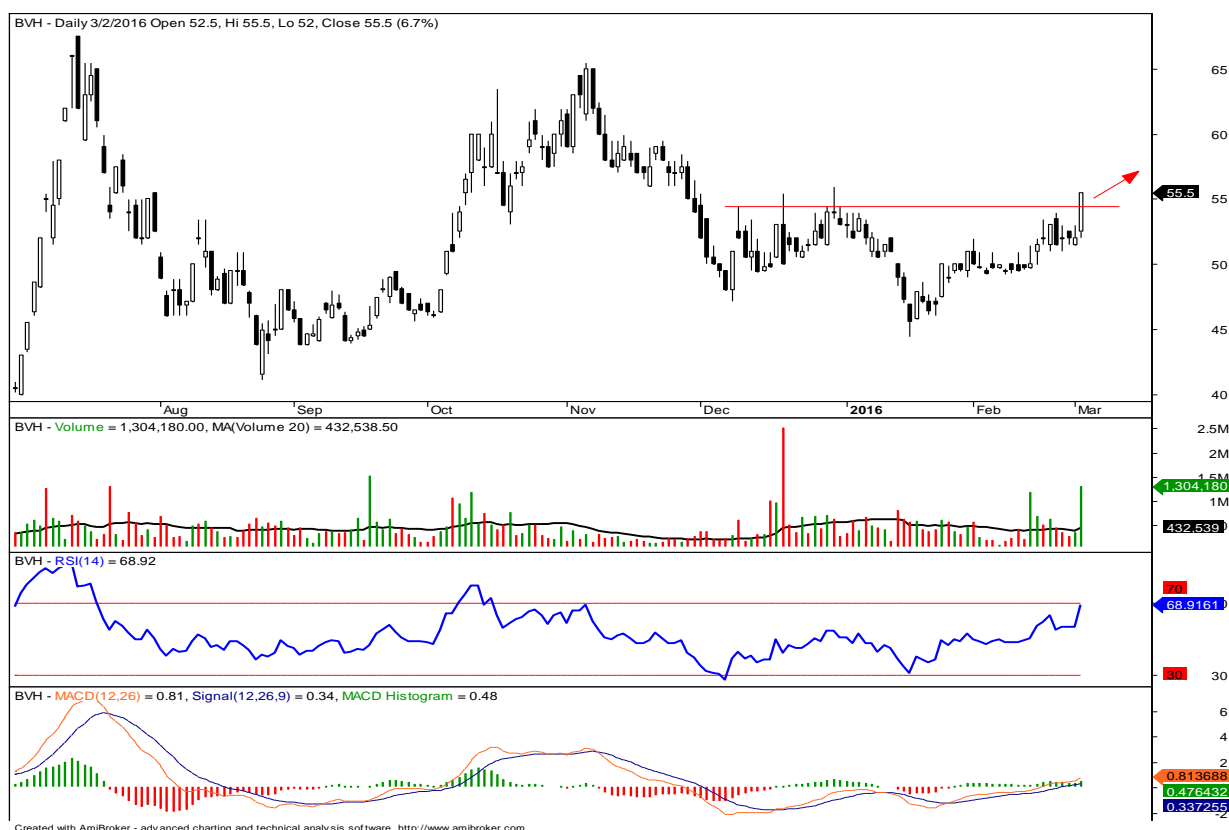 BVH - Daily 3/2/2016 Open 52.5, Hi 55.5, Lo 52, Close 55.5 (6.7%)
65
60
55.5
55
50
45
40
Aug Sep Oct Nov Dec 2016 Feb Mar
BVH - Volume = 1,304,180.00, MA(Volume 20) = 432,538.50
2.5M
2M
1.5M
1,304,180
1M
432,539
BVH - RSI(14) = 68.92
70
68.9161
30 30
BVH - MACD(12,26) = 0.81, Signal(12,26,9) = 0.34, MACD Histogram = 0.48
6
4
2
0.813688
0.476432
0.337255
-2
Created with AmiBroker - advanced charting and technical analysis software. http://www.amibroker.com